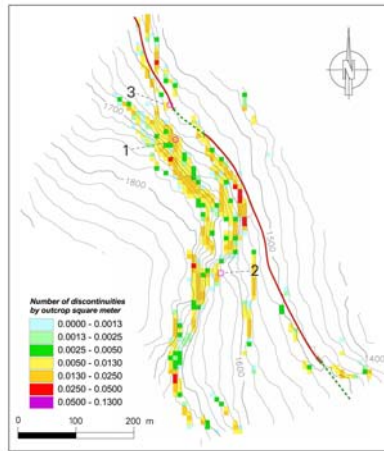 3
1700
1
1800
1500
2
Number of discontinuities
by outcrop square meter
0.0000 - 0.0013
0.0013 - 0.0025
0.0025 - 0.0050
0.0050 - 0.0130
0.0130 - 0.0250
0.0250 - 0.0500
0.0500 - 0.1300
1600
1400
0 100 200 m
N